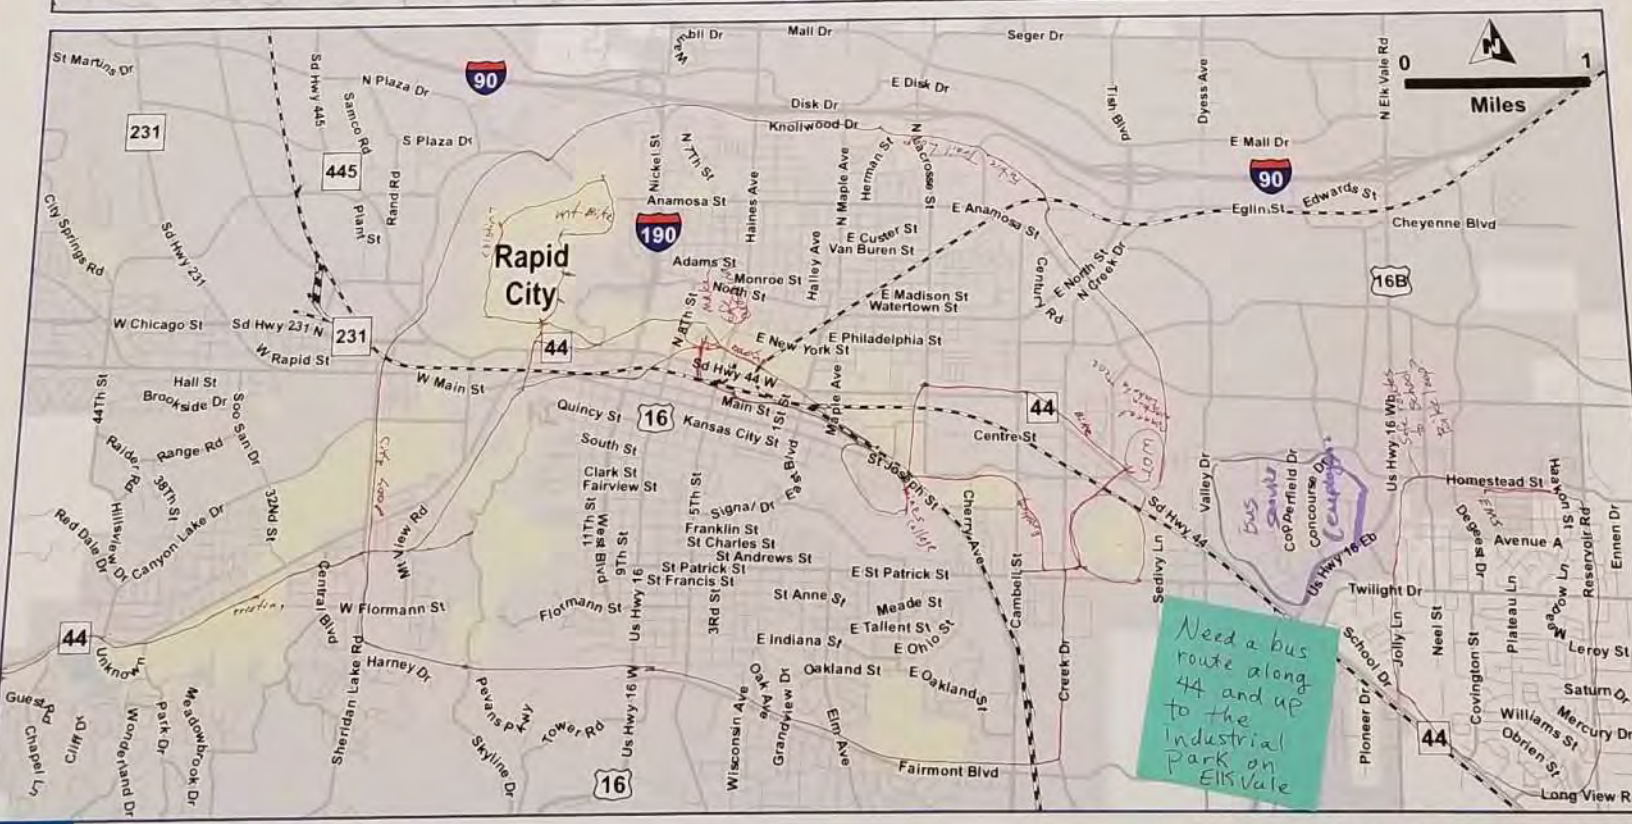 0 1
Miles
N
St Martins Dr
Sd Hwy 445
Samco Rd
N Plaza Dr
90
Mall Dr
Seger Dr
E Disk Dr
Disk Dr
Knollwood Dr
Tish Blvd
Dyess Ave
N Elk Vale Rd
231
445
S Plaza Dr
Nickel St
N 7Th St
Herman St
N Maple Ave
E Mall Dr
90
Edwards St
Eglin St
Cheyenne Blvd
City Springs Rd
Sd Hwy 231
Plant St
Rand Rd
Anamosa St
190
Haines Ave
E Anamosa St
mt Bike
Rapid
City
Adams St
Monroe St
North St
E Custer St
Van Buren St
Halley Ave
Century Rd
E North St
N Creek Dr
16B
E Madison St
Watertown St
W Chicago St
Sd Hwy 231 N
231
W Rapid St
44
N 8Th St
E New York St
E Philadelphia St
Sd Hwy 44 W
W Main St
44Th St
Hall St
Brookside Dr
Soo San Dr
Quincy St
16
Main St
Kansas City St
1St St
Maple Ave
44
Centre St
Bike
Us Hwy 16 Wb
Safe routes
to School
Raider Rd
Range Rd
38Th St
City Loop
South St
Clark St
Fairview St
East Blvd
St Joseph St
Valley Dr
Bus
service
Copperfield Dr
Concourse Dr
Homestead St
Red Dale Dr
Hillsview Dr
Canyon Lake Dr
32ND St
Mt View Rd
11Th St
West Blvd
9Th St
5Th St
Signal Dr
Franklin St
St Charles St
St Andrews St
St Patrick St
St Francis St
college
Cherry Ave
Sd Hwy 44
Sedivy Ln
Us Hwy 16 Eb
Degeest Dr
Avenue A
Reservoir Rd
Ennen Dr
Central Blvd
W Flormann St
Flormann St
Us Hwy 16
3Rd St
St Anne St
E St Patrick St
Meade St
E Tallent St
E Ohio St
E Indiana St
Cambell St
Twilight Dr
Meadow Ln
Plateau Ln
Neel St
Jolly Ln
School Dr
Leroy St
44
Unknown
Guest Rd
Chapel Ln
Cliff Dr
Wonderland Dr
Park Dr
Meadowbrook Dr
Sheridan Lake Rd
Harney Dr
Pevans Pkwy
Skyline Dr
Tower Rd
Us Hwy 16 W
16
Wisconsin Ave
Oak Ave
Grandview Dr
Oakland St
Elm Ave
E Oakland St
Fairmont Blvd
Creek Dr
Need a bus
route along
44 and up
to the
Industrial
park on
Elk Vale
Pioneer Dr
44
Covington St
Saturn Dr
Mercury Dr
Williams St
Obrien St